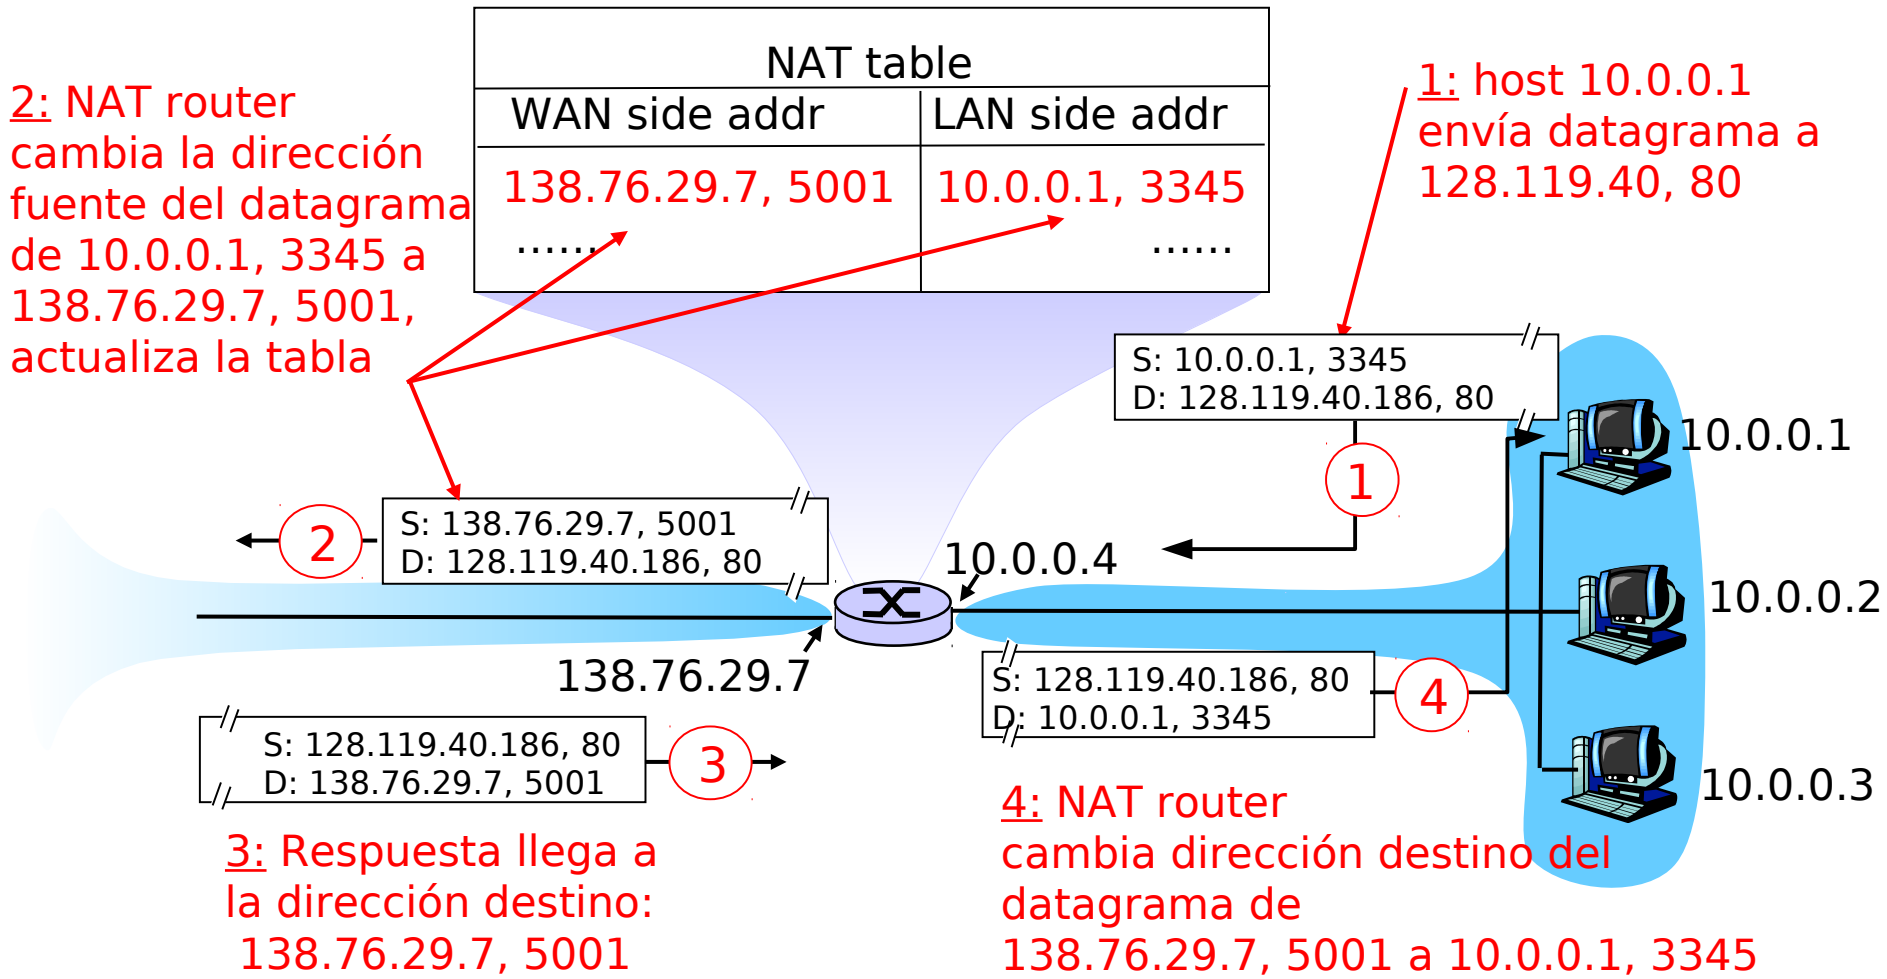 NAT table
WAN side addr
LAN side addr
138.76.29.7, 5001
10.0.0.1, 3345
......
......
2: NAT router
cambia la dirección
fuente del datagrama
de 10.0.0.1, 3345 a
138.76.29.7, 5001,
actualiza la tabla
1: host 10.0.0.1
envía datagrama a
128.119.40, 80
S: 10.0.0.1, 3345
D: 128.119.40.186, 80
1
10.0.0.1
S: 138.76.29.7, 5001
D: 128.119.40.186, 80
2
10.0.0.4
10.0.0.2
138.76.29.7
S: 128.119.40.186, 80
D: 10.0.0.1, 3345
4
S: 128.119.40.186, 80
D: 138.76.29.7, 5001
3
10.0.0.3
3: Respuesta llega a
la dirección destino:
138.76.29.7, 5001
4: NAT router
cambia dirección destino del
datagrama de
138.76.29.7, 5001 a 10.0.0.1, 3345